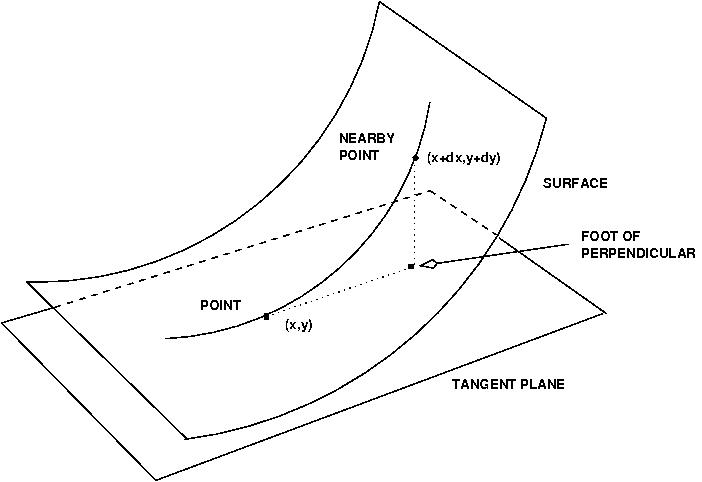 NEARBY
POINT
(x+dx,y+dy)
SURFACE
FOOT OF
PERPENDICULAR
POINT
(x,y)
TANGENT PLANE